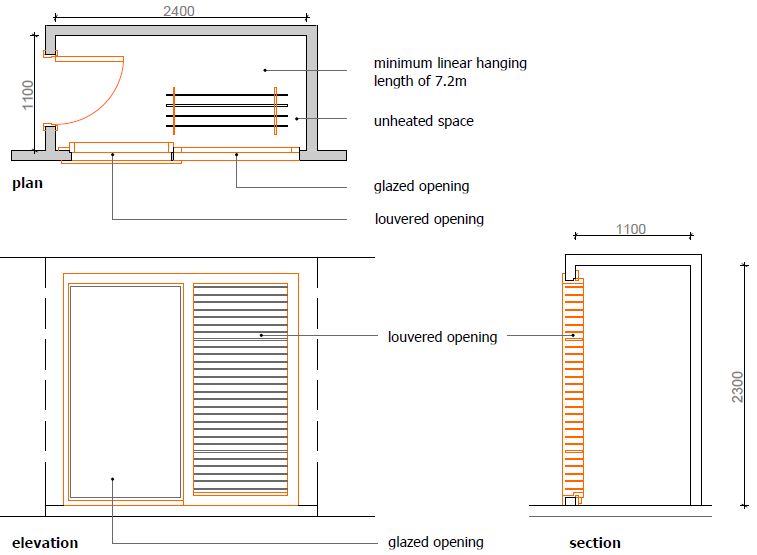 2400
1100
minimum linear hanging
length of 7.2m
unheated space
plan
glazed opening
louvered opening
1100
louvered opening
2300
elevation
glazed opening
section